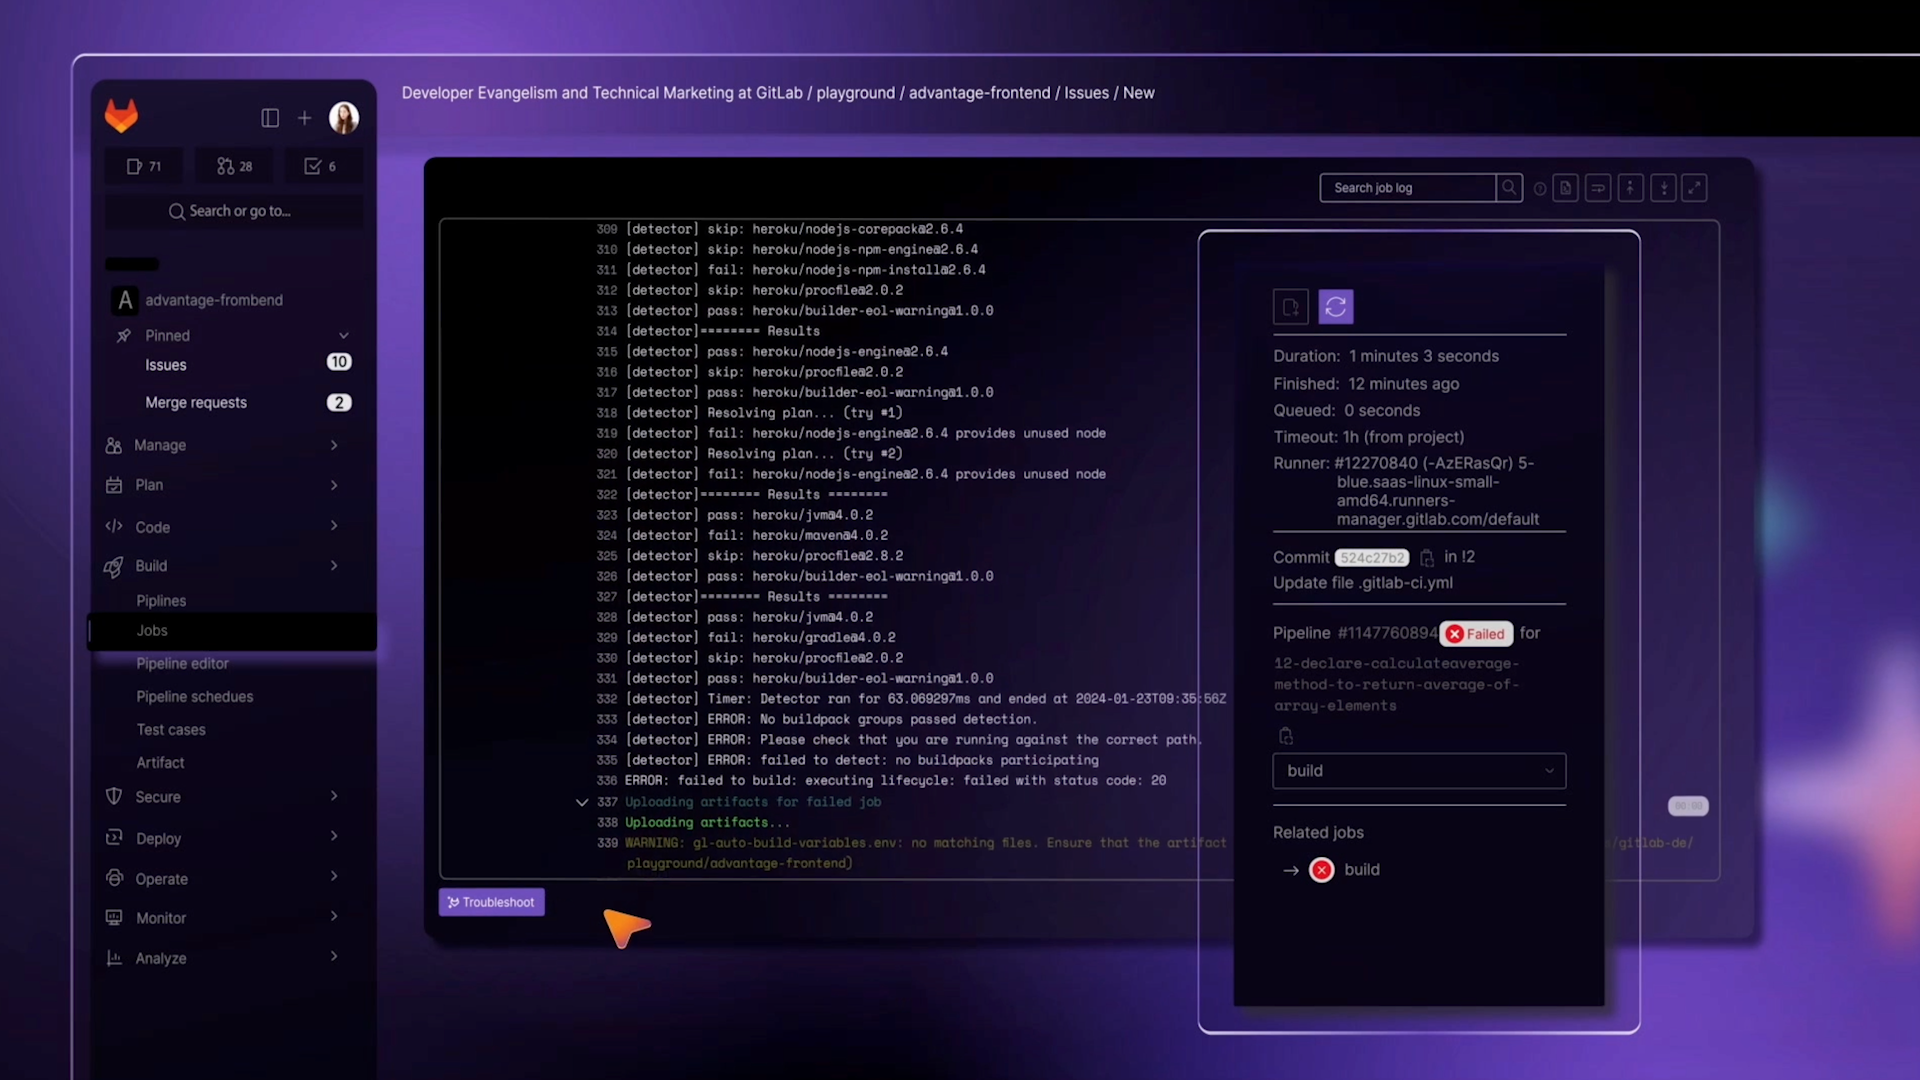 Developer Evangelism and Technical Marketing at GitLab / playground / advantage-frontend / Issues / New
71
28
6
Search or go to...
A advantage-frombend
Pinned
Issues 10
Merge requests 2
Manage
Plan
Code
Build
Piplines
Jobs
Pipeline editor
Pipeline schedues
Test cases
Artifact
Secure
Deploy
Operate
Monitor
Analyze
Search job log
309 [detector] skip: heroku/nodejs-corepack@2.6.4
310 [detector] skip: heroku/nodejs-npm-engine@2.6.4
311 [detector] fail: heroku/nodejs-npm-install@2.6.4
312 [detector] skip: heroku/procfile@2.0.2
313 [detector] pass: heroku/builder-eol-warning@1.0.0
314 [detector]======== Results
315 [detector] pass: heroku/nodejs-engine@2.6.4
316 [detector] skip: heroku/procfile@2.0.2
317 [detector] pass: heroku/builder-eol-warning@1.0.0
318 [detector] Resolving plan... (try #1)
319 [detector] fail: heroku/nodejs-engine@2.6.4 provides unused node
320 [detector] Resolving plan... (try #2)
321 [detector] fail: heroku/nodejs-engine@2.6.4 provides unused node
322 [detector]======== Results ========
323 [detector] pass: heroku/jvm@4.0.2
324 [detector] fail: heroku/maven@4.0.2
325 [detector] skip: heroku/procfile@2.8.2
326 [detector] pass: heroku/builder-eol-warning@1.0.0
327 [detector]======== Results ========
328 [detector] pass: heroku/jvm@4.0.2
329 [detector] fail: heroku/gradle@4.0.2
330 [detector] skip: heroku/procfile@2.0.2
331 [detector] pass: heroku/builder-eol-warning@1.0.0
332 [detector] Timer: Detector ran for 63.069297ms and ended at 2024-01-23T09:35:56Z
333 [detector] ERROR: No buildpack groups passed detection.
334 [detector] ERROR: Please check that you are running against the correct path.
335 [detector] ERROR: failed to detect: no buildpacks participating
336 ERROR: failed to build: executing lifecycle: failed with status code: 20
337 Uploading artifacts for failed job
00:00
338 Uploading artifacts...
339 WARNING: gl-auto-build-variables.env: no matching files. Ensure that the artifact /gitlab-de/
playground/advantage-frontend)
Troubleshoot
Duration: 1 minutes 3 seconds
Finished: 12 minutes ago
Queued: 0 seconds
Timeout: 1h (from project)
Runner: #12270840 (-AzERasQr) 5-
blue.saas-linux-small-
amd64.runners-
manager.gitlab.com/default
Commit 524c27b2 in !2
Update file .gitlab-ci.yml
Pipeline #1147760894 Failed for
12-declare-calculateaverage-
method-to-return-average-of-
array-elements
build
Related jobs
build